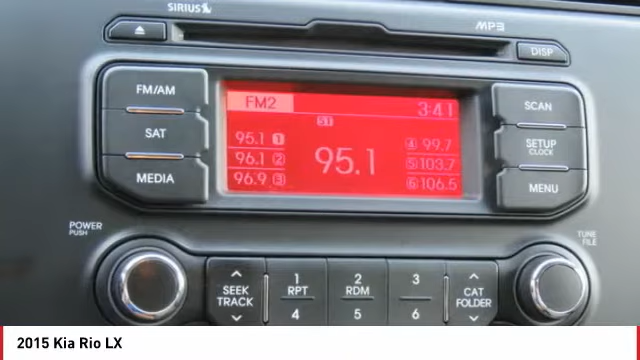 SIRIUS
MP3
DISP
FM/AM
SAT
MEDIA
FM2
3:41
ST
95.1 1
96.1 2
96.9 3
95.1
4 99.7
5 103.7
6 106.5
SCAN
SETUP
CLOCK
MENU
POWER
PUSH
TUNE
FILE
SEEK
TRACK
1
RPT
4
2
RDM
5
3
6
CAT
FOLDER
2015 Kia Rio LX